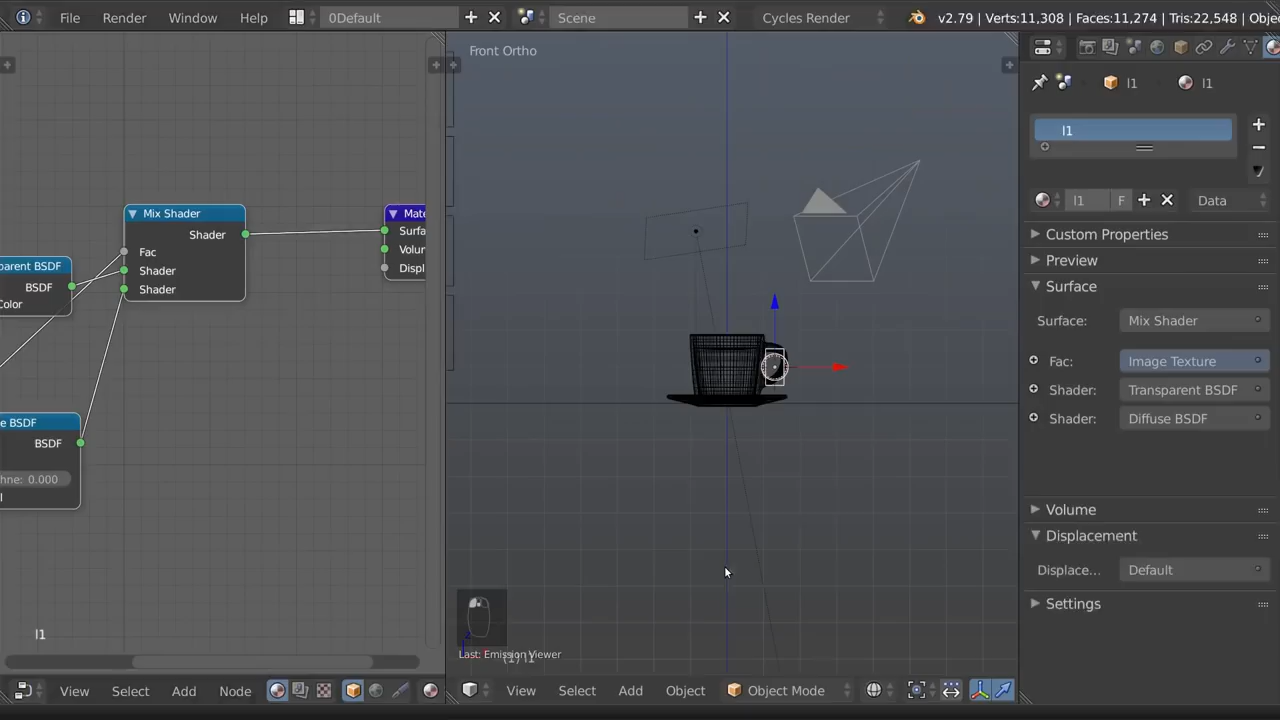 File Render Window Help 0Default Scene Cycles Render v2.79 | Verts:11,308 | Faces:11,274 | Tris:22,548 | Objec
Front Ortho
l1 l1
l1
Mix Shader
Shader
Fac
Shader
Shader
Mate
Surfa
Volur
Displ
parent BSDF
BSDF
Color
e BSDF
BSDF
hne: 0.000
l
l1
l1 F Data
Custom Properties
Preview
Surface
Surface: Mix Shader
Fac: Image Texture
Shader: Transparent BSDF
Shader: Diffuse BSDF
Volume
Displacement
Displace... Default
Settings
Last: Emission Viewer
(1) l1
View Select Add Node
View Select Add Object Object Mode